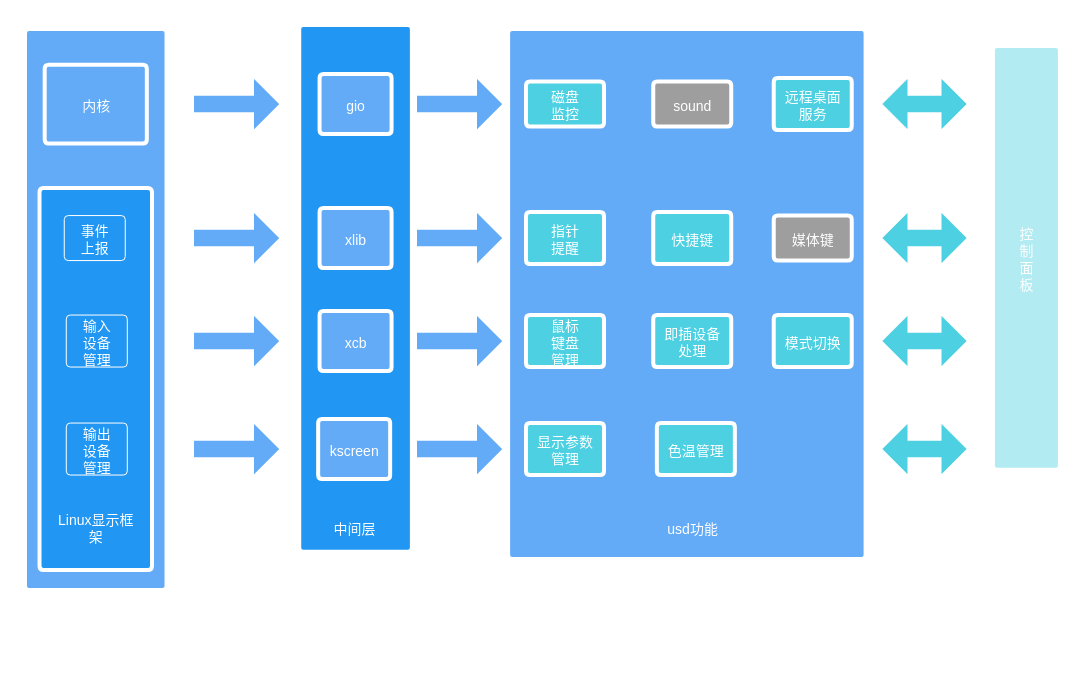 内核
事件
上报
输入
设备
管理
输出
设备
管理
Linux显示框
架
gio
xlib
xcb
kscreen
中间层
磁盘
监控
sound
远程桌面
服务
指针
提醒
快捷键
媒体键
鼠标
键盘
管理
即插设备
处理
模式切换
显示参数
管理
色温管理
usd功能
控
制
面
板